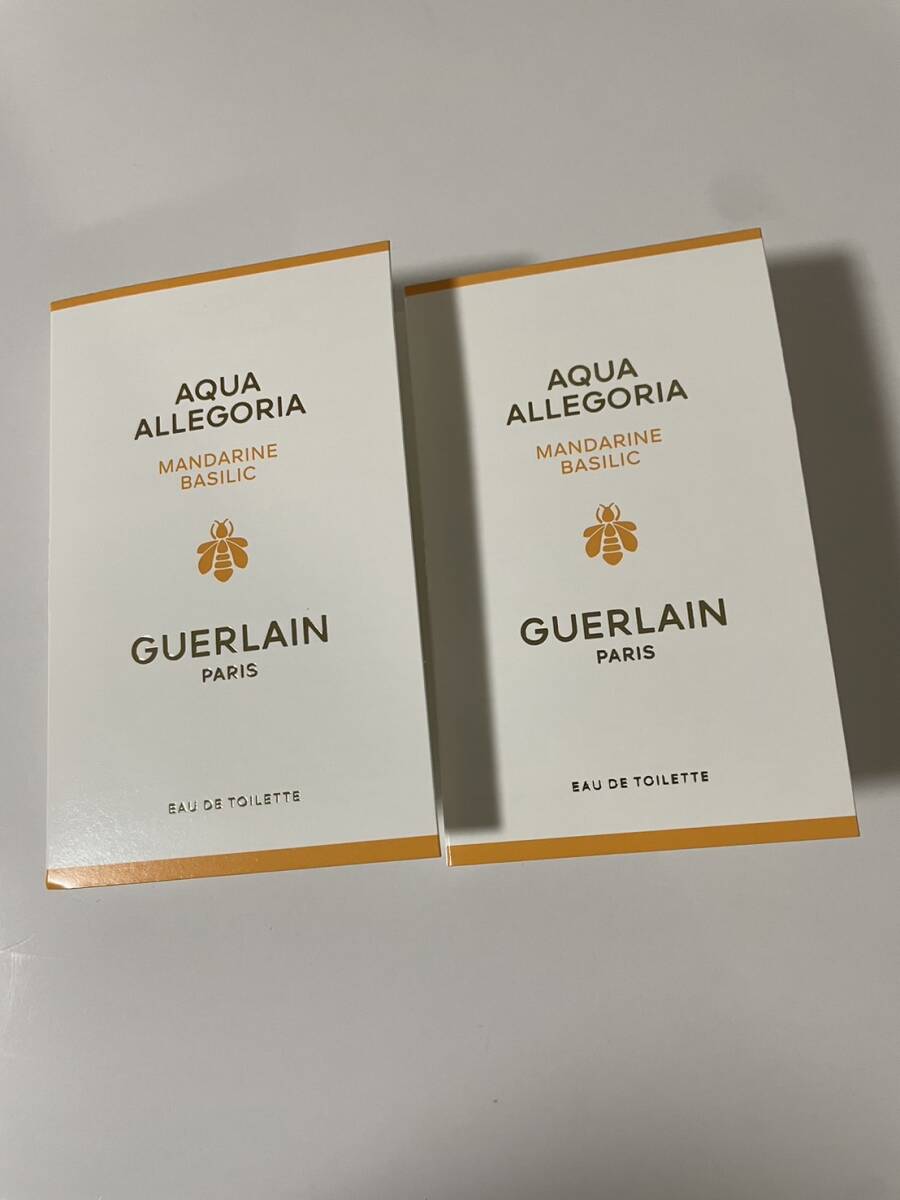 AQUA
ALLEGORIA
MANDARINE
BASILIC
GUERLAIN
PARIS
EAU DE TOILETTE
AQUA
ALLEGORIA
MANDARINE
BASILIC
GUERLAIN
PARIS
EAU DE TOILETTE